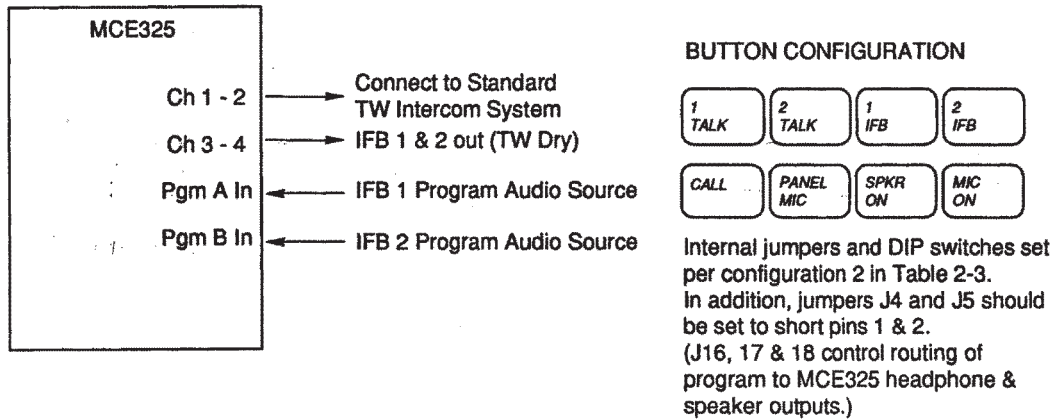 MCE325
Ch 1 - 2
Connect to Standard
TW Intercom System
Ch 3 - 4
IFB 1 & 2 out (TW Dry)
Pgm A In
IFB 1 Program Audio Source
Pgm B In
IFB 2 Program Audio Source
BUTTON CONFIGURATION
1
TALK
2
TALK
1
IFB
2
IFB
CALL
PANEL
MIC
SPKR
ON
MIC
ON
Internal jumpers and DIP switches set
per configuration 2 in Table 2-3.
In addition, jumpers J4 and J5 should
be set to short pins 1 & 2.
(J16, 17 & 18 control routing of
program to MCE325 headphone &
speaker outputs.)